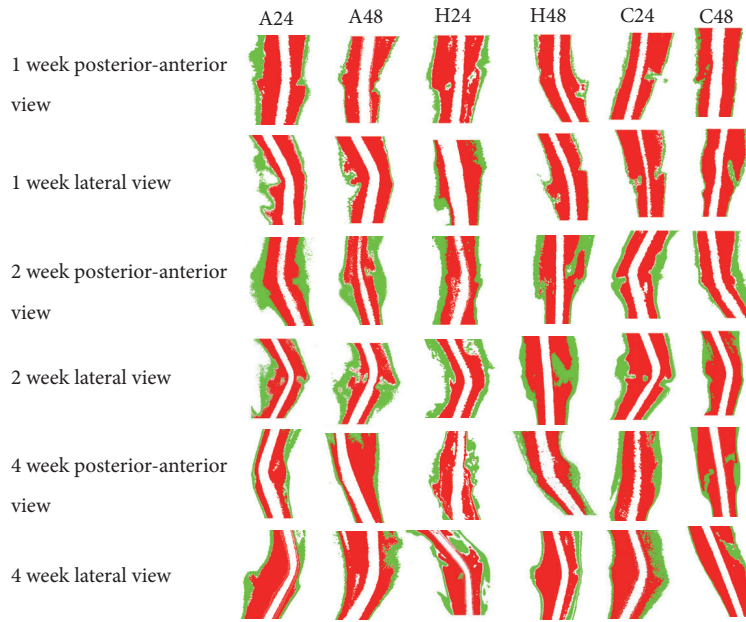 A24 A48 H24 H48 C24 C48
1 week posterior-anterior
view
1 week lateral view
2 week posterior-anterior
view
2 week lateral view
4 week posterior-anterior
view
4 week lateral view